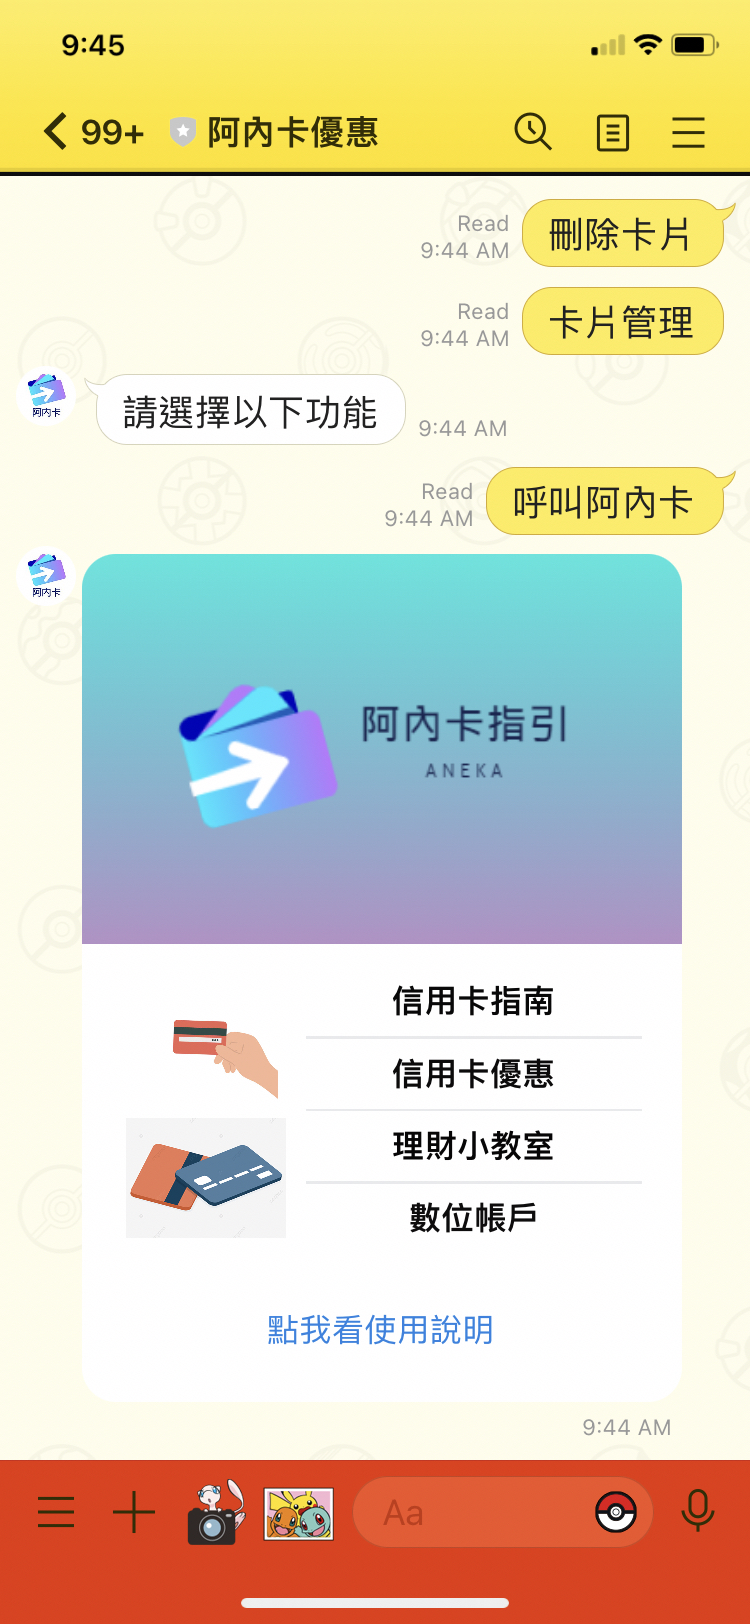 9:45
99+ 阿內卡優惠
Read
9:44 AM
刪除卡片
Read
9:44 AM
卡片管理
阿內卡
請選擇以下功能
9:44 AM
Read
9:44 AM
呼叫阿內卡
阿內卡
阿內卡指引
ANEKA
信用卡指南
信用卡優惠
理財小教室
數位帳戶
點我看使用說明
9:44 AM
Aa